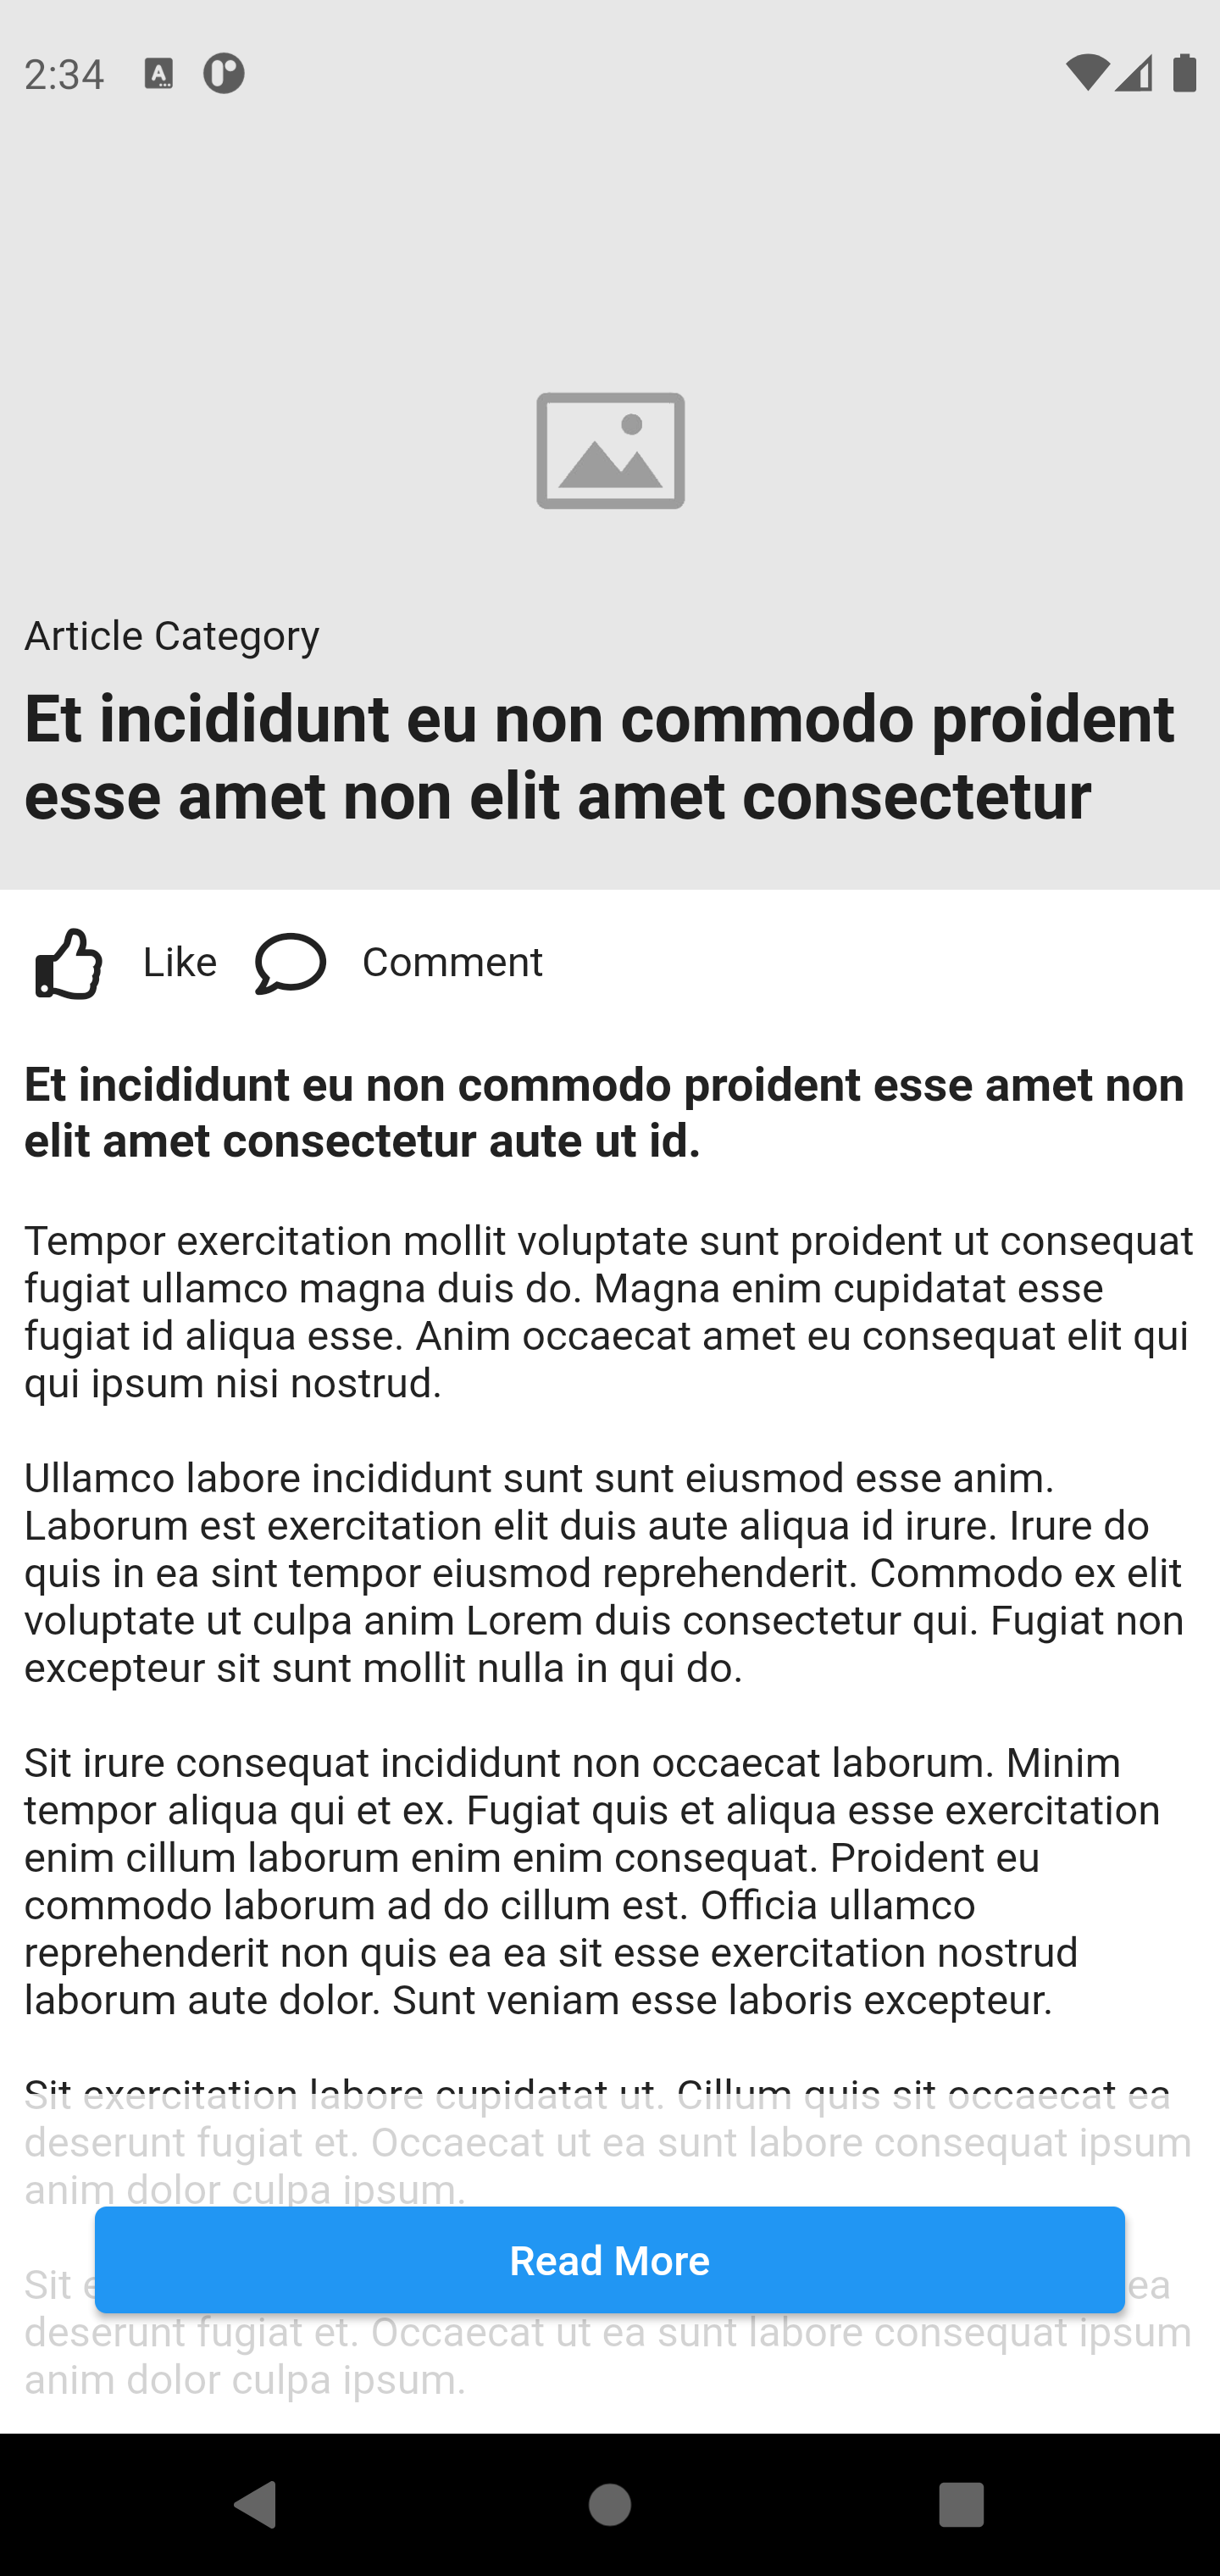 2:34
Article Category
Et incididunt eu non commodo proident
esse amet non elit amet consectetur
Like Comment
Et incididunt eu non commodo proident esse amet non
elit amet consectetur aute ut id.
Tempor exercitation mollit voluptate sunt proident ut consequat
fugiat ullamco magna duis do. Magna enim cupidatat esse
fugiat id aliqua esse. Anim occaecat amet eu consequat elit qui
qui ipsum nisi nostrud.
Ullamco labore incididunt sunt sunt eiusmod esse anim.
Laborum est exercitation elit duis aute aliqua id irure. Irure do
quis in ea sint tempor eiusmod reprehenderit. Commodo ex elit
voluptate ut culpa anim Lorem duis consectetur qui. Fugiat non
excepteur sit sunt mollit nulla in qui do.
Sit irure consequat incididunt non occaecat laborum. Minim
tempor aliqua qui et ex. Fugiat quis et aliqua esse exercitation
enim cillum laborum enim enim consequat. Proident eu
commodo laborum ad do cillum est. Officia ullamco
reprehenderit non quis ea ea sit esse exercitation nostrud
laborum aute dolor. Sunt veniam esse laboris excepteur.
Sit exercitation labore cupidatat ut. Cillum quis sit occaecat ea
deserunt fugiat et. Occaecat ut ea sunt labore consequat ipsum
anim dolor culpa ipsum.
Read More
Sit ea
deserunt fugiat et. Occaecat ut ea sunt labore consequat ipsum
anim dolor culpa ipsum.